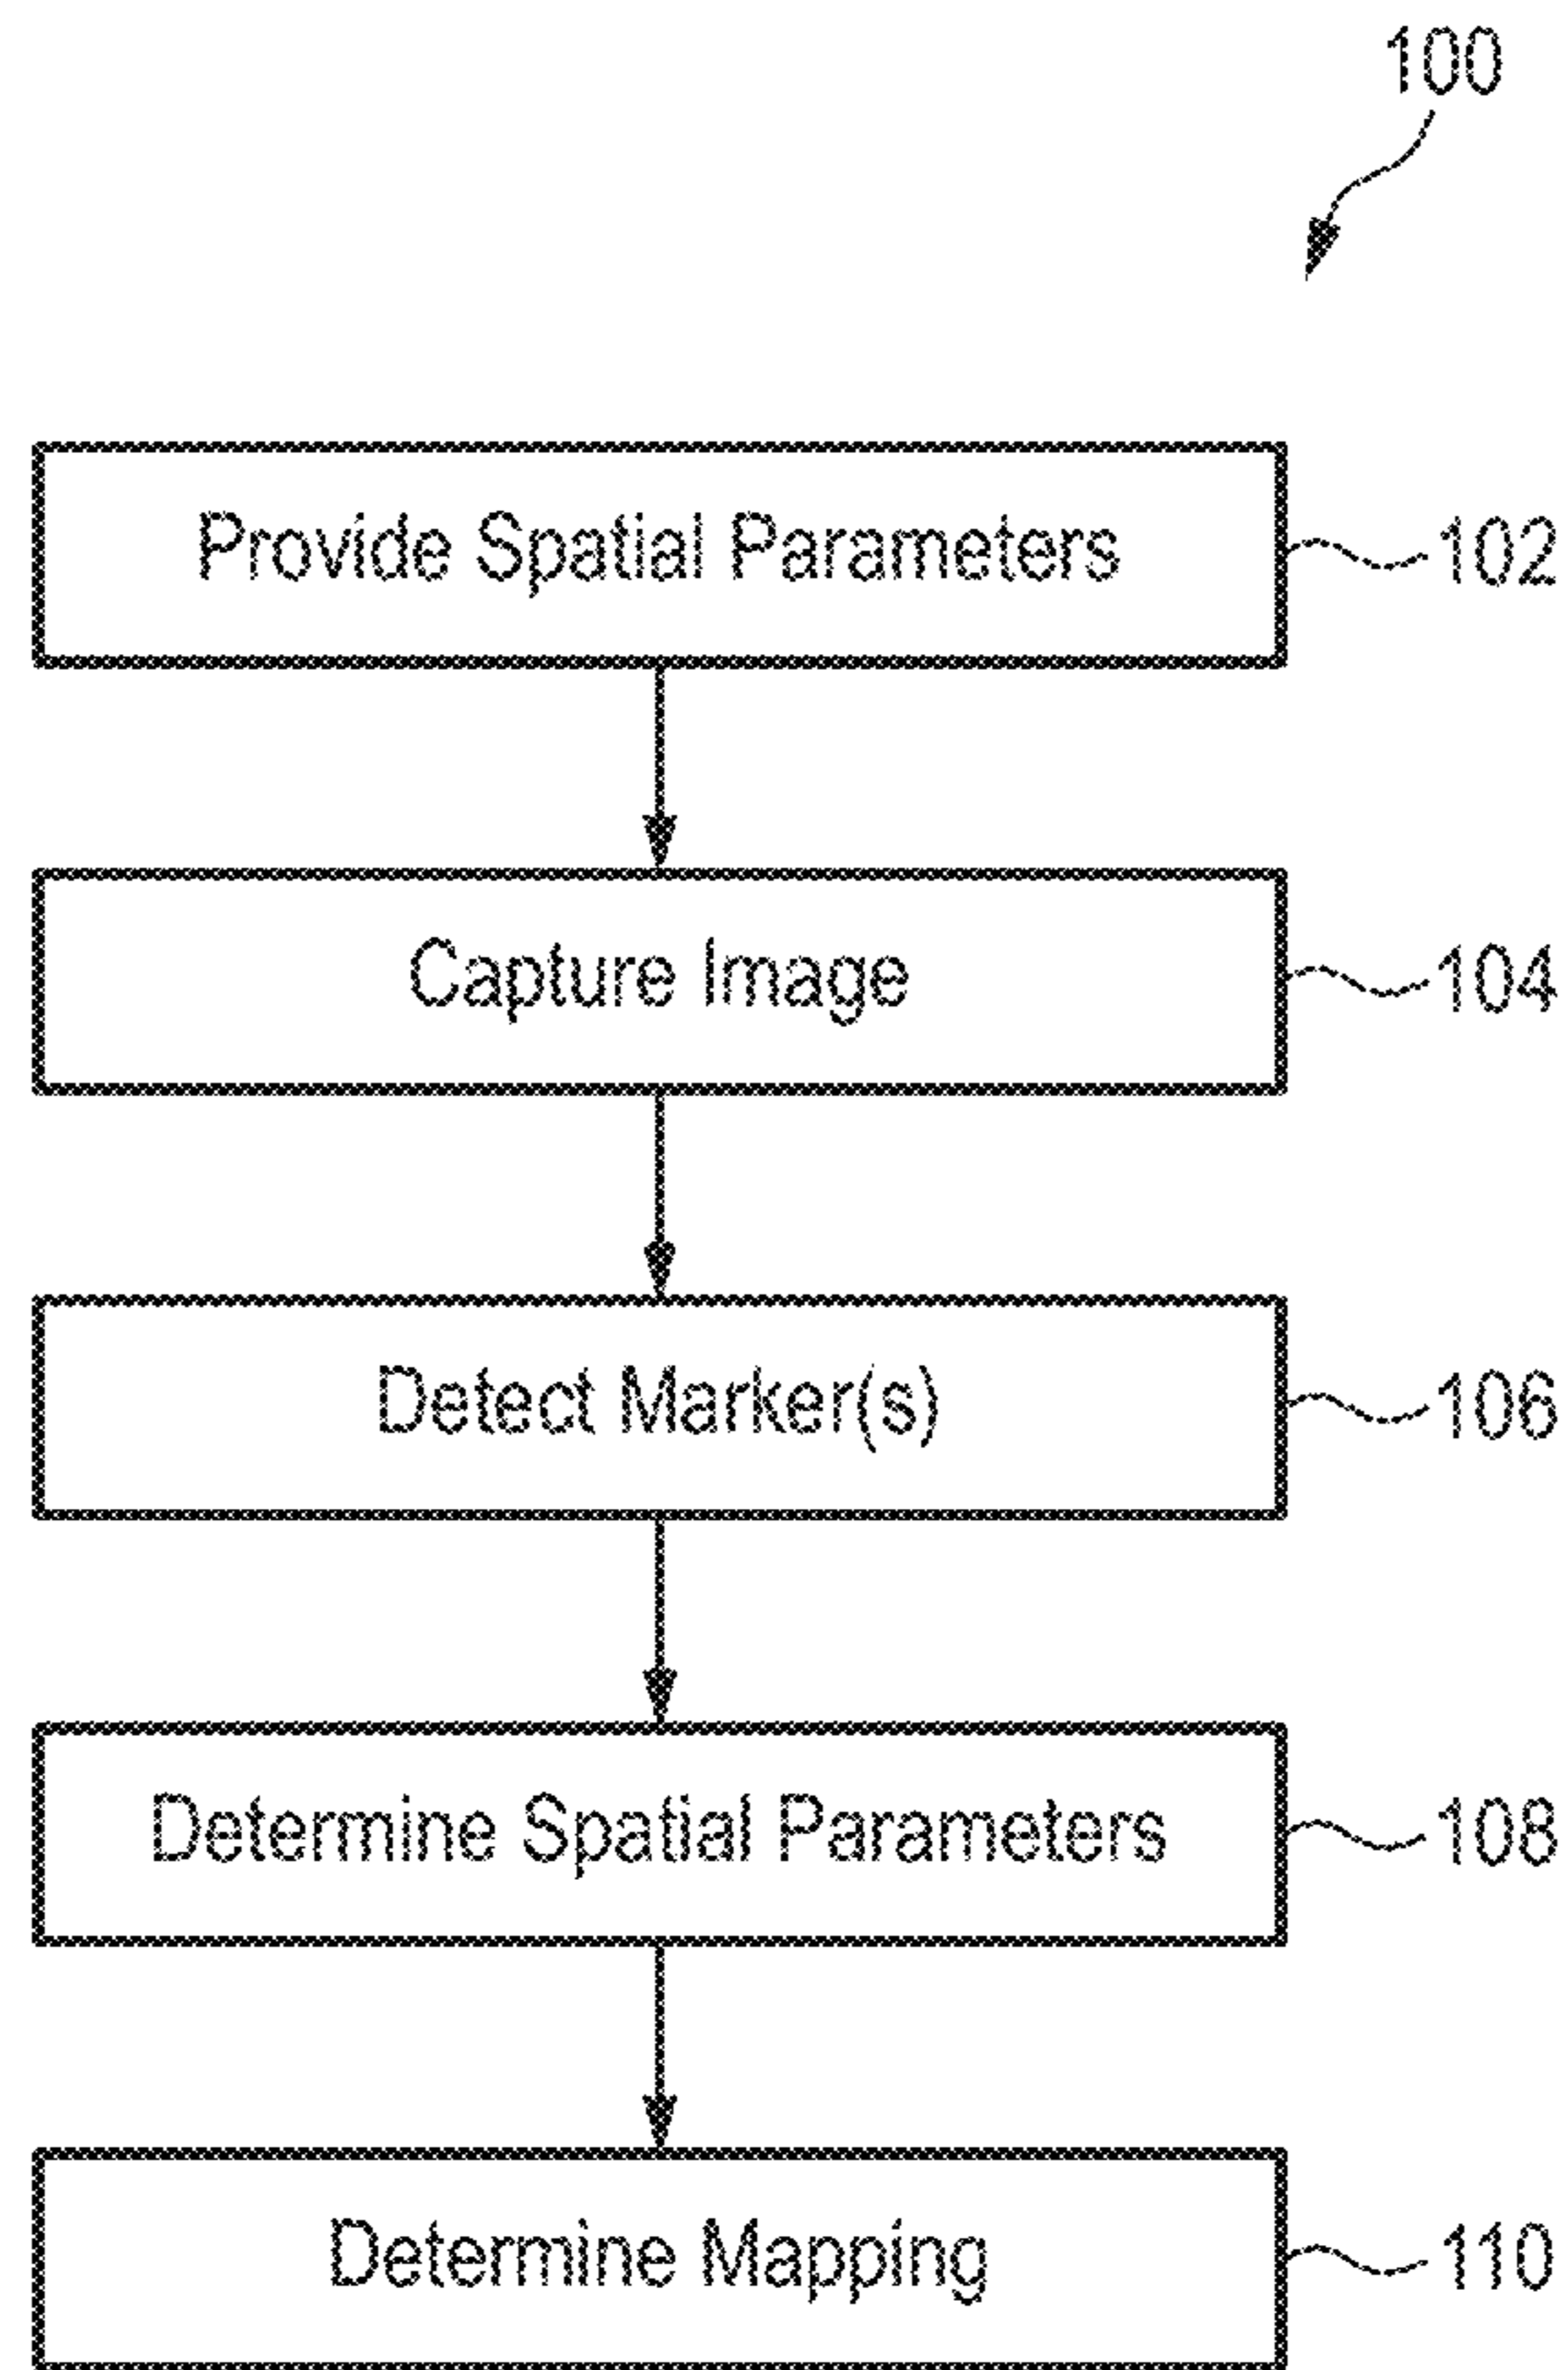 100
Provide Spatial Parameters
102
Capture Image
104
Detect Marker(s)
106
Determine Spatial Parameters
108
Determine Mapping
110